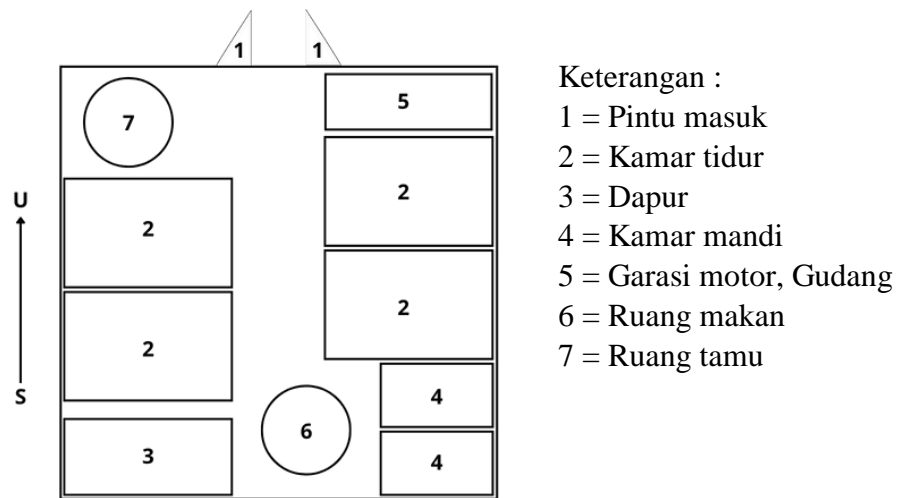 1 1
7
5
2
2
2
2
6
3
4
4
U
S
Keterangan :
1 = Pintu masuk
2 = Kamar tidur
3 = Dapur
4 = Kamar mandi
5 = Garasi motor, Gudang
6 = Ruang makan
7 = Ruang tamu